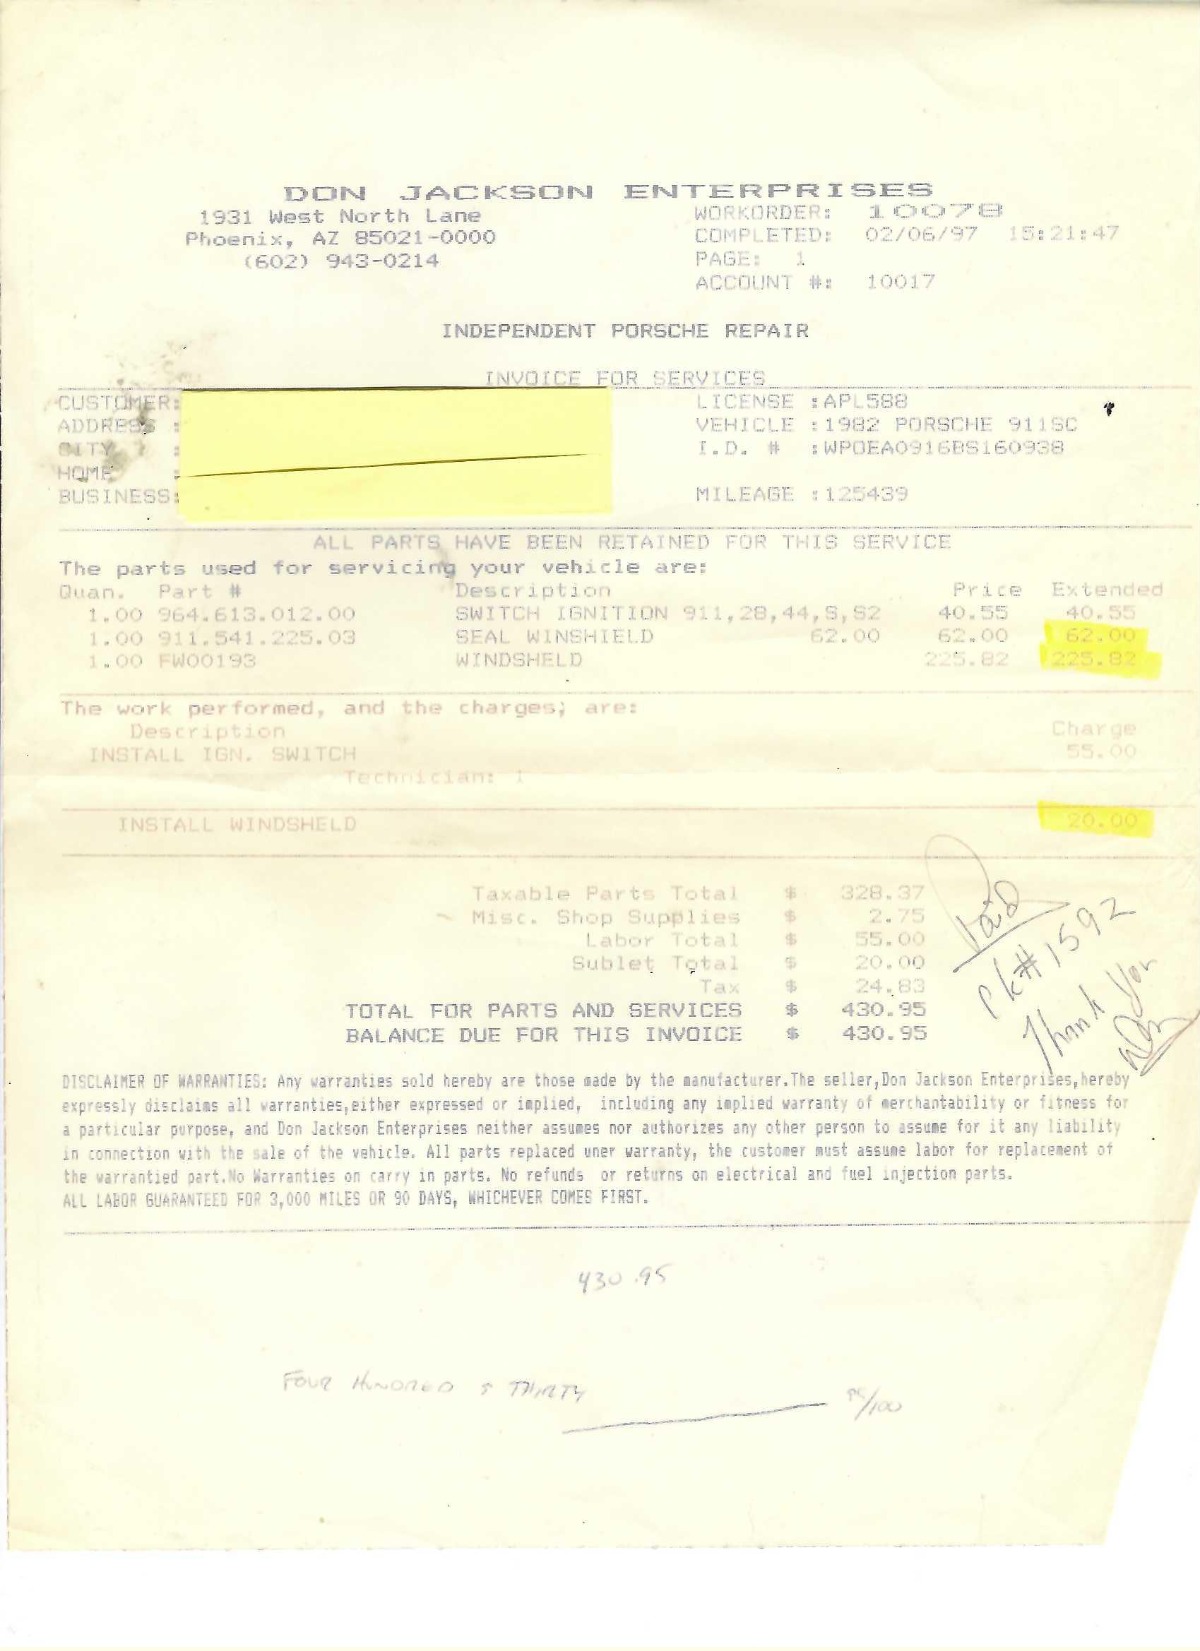 DON JACKSON ENTERPRISES
1931 West North Lane WORKORDER: 10078
Phoenix, AZ 85021-0000 COMPLETED: 02/06/97 15:21:47
(602) 943-0214 PAGE: 1
ACCOUNT #: 10017
INDEPENDENT PORSCHE REPAIR
INVOICE FOR SERVICES
CUSTOMER: LICENSE :APL588
ADDRESS : VEHICLE :1982 PORSCHE 911SC
CITY : I.D. # :WPOEA0916BS160938
HOME :
BUSINESS: MILEAGE :125439
ALL PARTS HAVE BEEN RETAINED FOR THIS SERVICE
The parts used for servicing your vehicle are:
Quan. Part # Description Price Extended
1.00 964.613.012.00 SWITCH IGNITION 911,28,44,S,S2 40.55 40.55
1.00 911.541.225.03 SEAL WINSHIELD 62.00 62.00 62.00
1.00 FW00193 WINDSHELD 225.82 225.82
The work performed, and the charges; are:
Description Charge
INSTALL IGN. SWITCH 55.00
Technician: 1
INSTALL WINDSHELD 20.00
Taxable Parts Total $ 328.37
~ Misc. Shop Supplies $ 2.75
Labor Total $ 55.00
Sublet Total $ 20.00
Tax $ 24.83
TOTAL FOR PARTS AND SERVICES $ 430.95
BALANCE DUE FOR THIS INVOICE $ 430.95
Paid
Ck#1592
Thank You
DISCLAIMER OF WARRANTIES: Any warranties sold hereby are those made by the manufacturer.The seller,Don Jackson Enterprises,hereby
expressly disclaims all warranties,either expressed or implied, including any implied warranty of merchantability or fitness for
a particular purpose, and Don Jackson Enterprises neither assumes nor authorizes any other person to assume for it any liability
in connection with the sale of the vehicle. All parts replaced uner warranty, the customer must assume labor for replacement of
the warrantied part.No Warranties on carry in parts. No refunds or returns on electrical and fuel injection parts.
ALL LABOR GUARANTEED FOR 3,000 MILES OR 90 DAYS, WHICHEVER COMES FIRST.
430.95
FOUR HUNDRED & THIRTY 95/100